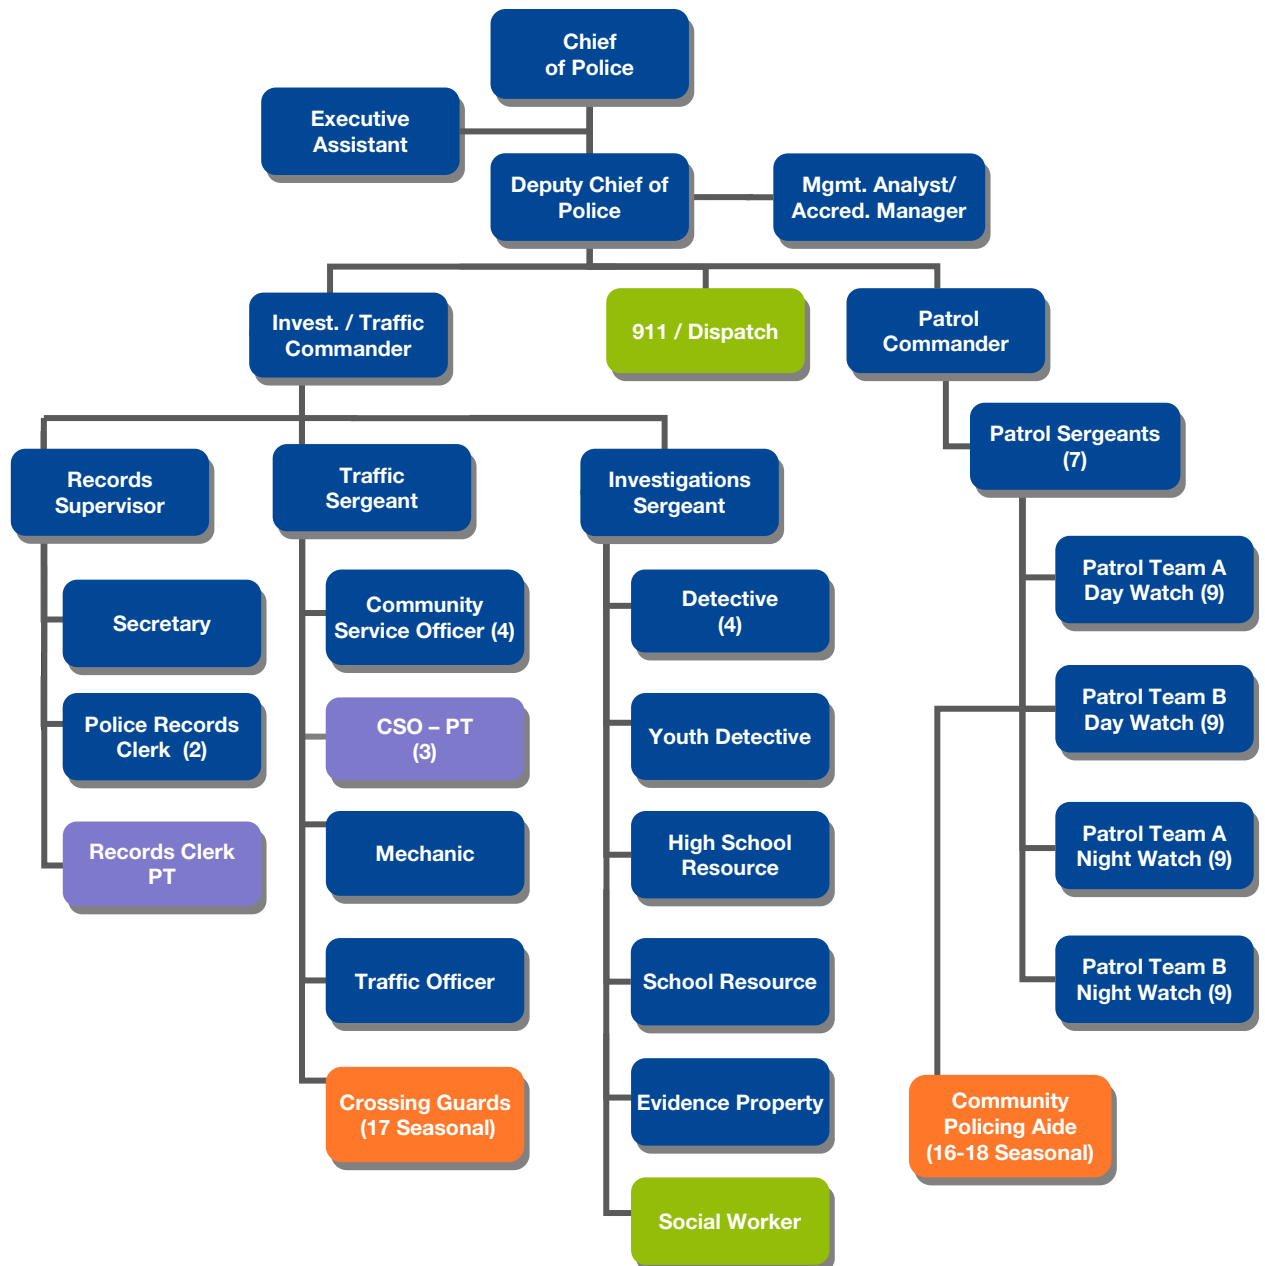 Chief
of Police
Executive
Assistant
Deputy Chief of
Police
Mgmt. Analyst/
Accred. Manager
Invest. / Traffic
Commander
911 / Dispatch
Patrol
Commander
Patrol Sergeants
(7)
Records
Supervisor
Traffic
Sergeant
Investigations
Sergeant
Secretary
Police Records
Clerk (2)
Records Clerk
PT
Community
Service Officer (4)
CSO – PT
(3)
Mechanic
Traffic Officer
Crossing Guards
(17 Seasonal)
Detective
(4)
Youth Detective
High School
Resource
School Resource
Evidence Property
Social Worker
Patrol Team A
Day Watch (9)
Patrol Team B
Day Watch (9)
Patrol Team A
Night Watch (9)
Patrol Team B
Night Watch (9)
Community
Policing Aide
(16-18 Seasonal)